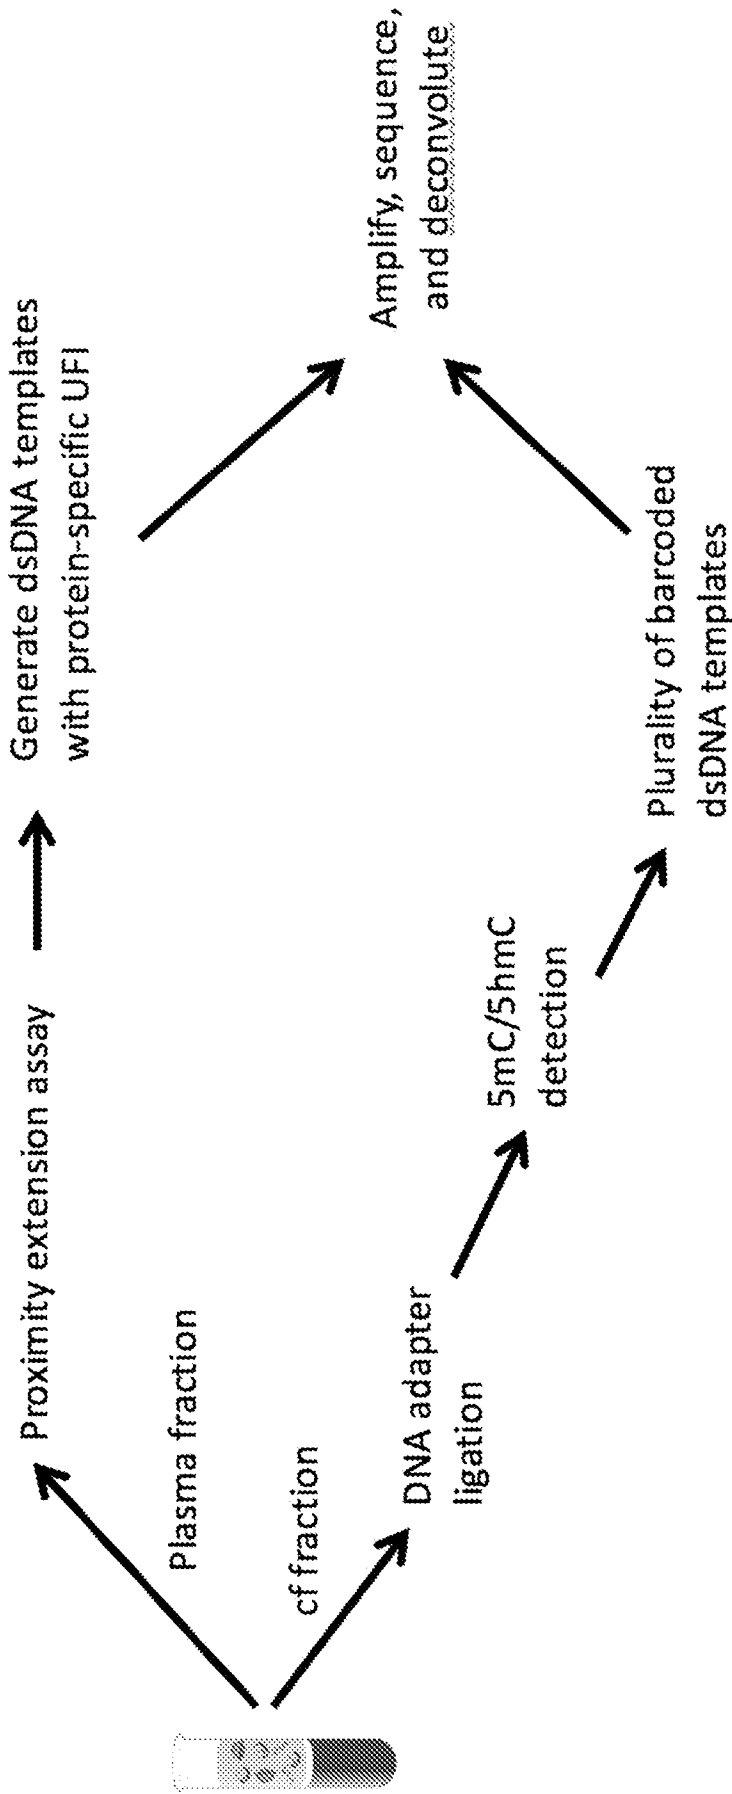 Proximity extension assay
Generate dsDNA templates
with protein-specific UFI
Plasma fraction
cf fraction
DNA adapter
ligation
5mC/5hmC
detection
Plurality of barcoded
dsDNA templates
Amplify, sequence,
and deconvolute